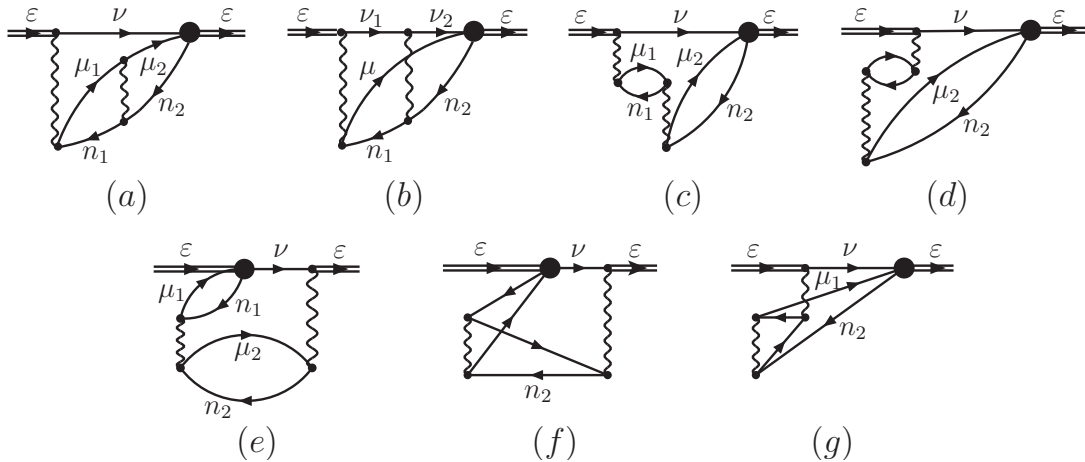 ε ν ε
μ₁ μ₂
n₂
n₁
(a)
ε ν₁ ν₂ ε
μ
n₂
n₁
(b)
ε ν ε
μ₁ μ₂
n₁ n₂
(c)
ε ν ε
μ₂
n₂
(d)
ε ν ε
μ₁ n₁
μ₂
n₂
(e)
ε ν ε
n₂
(f)
ε ν ε
μ₁
n₂
(g)